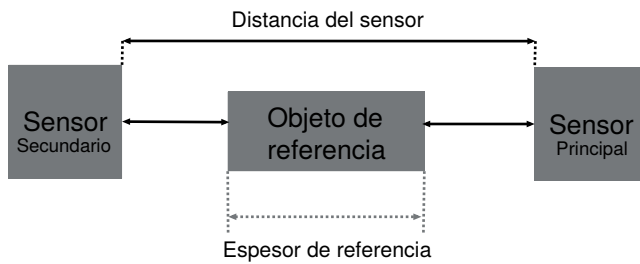 Distancia del sensor
Sensor
Secundario
Objeto de
referencia
Sensor
Principal
Espesor de referencia